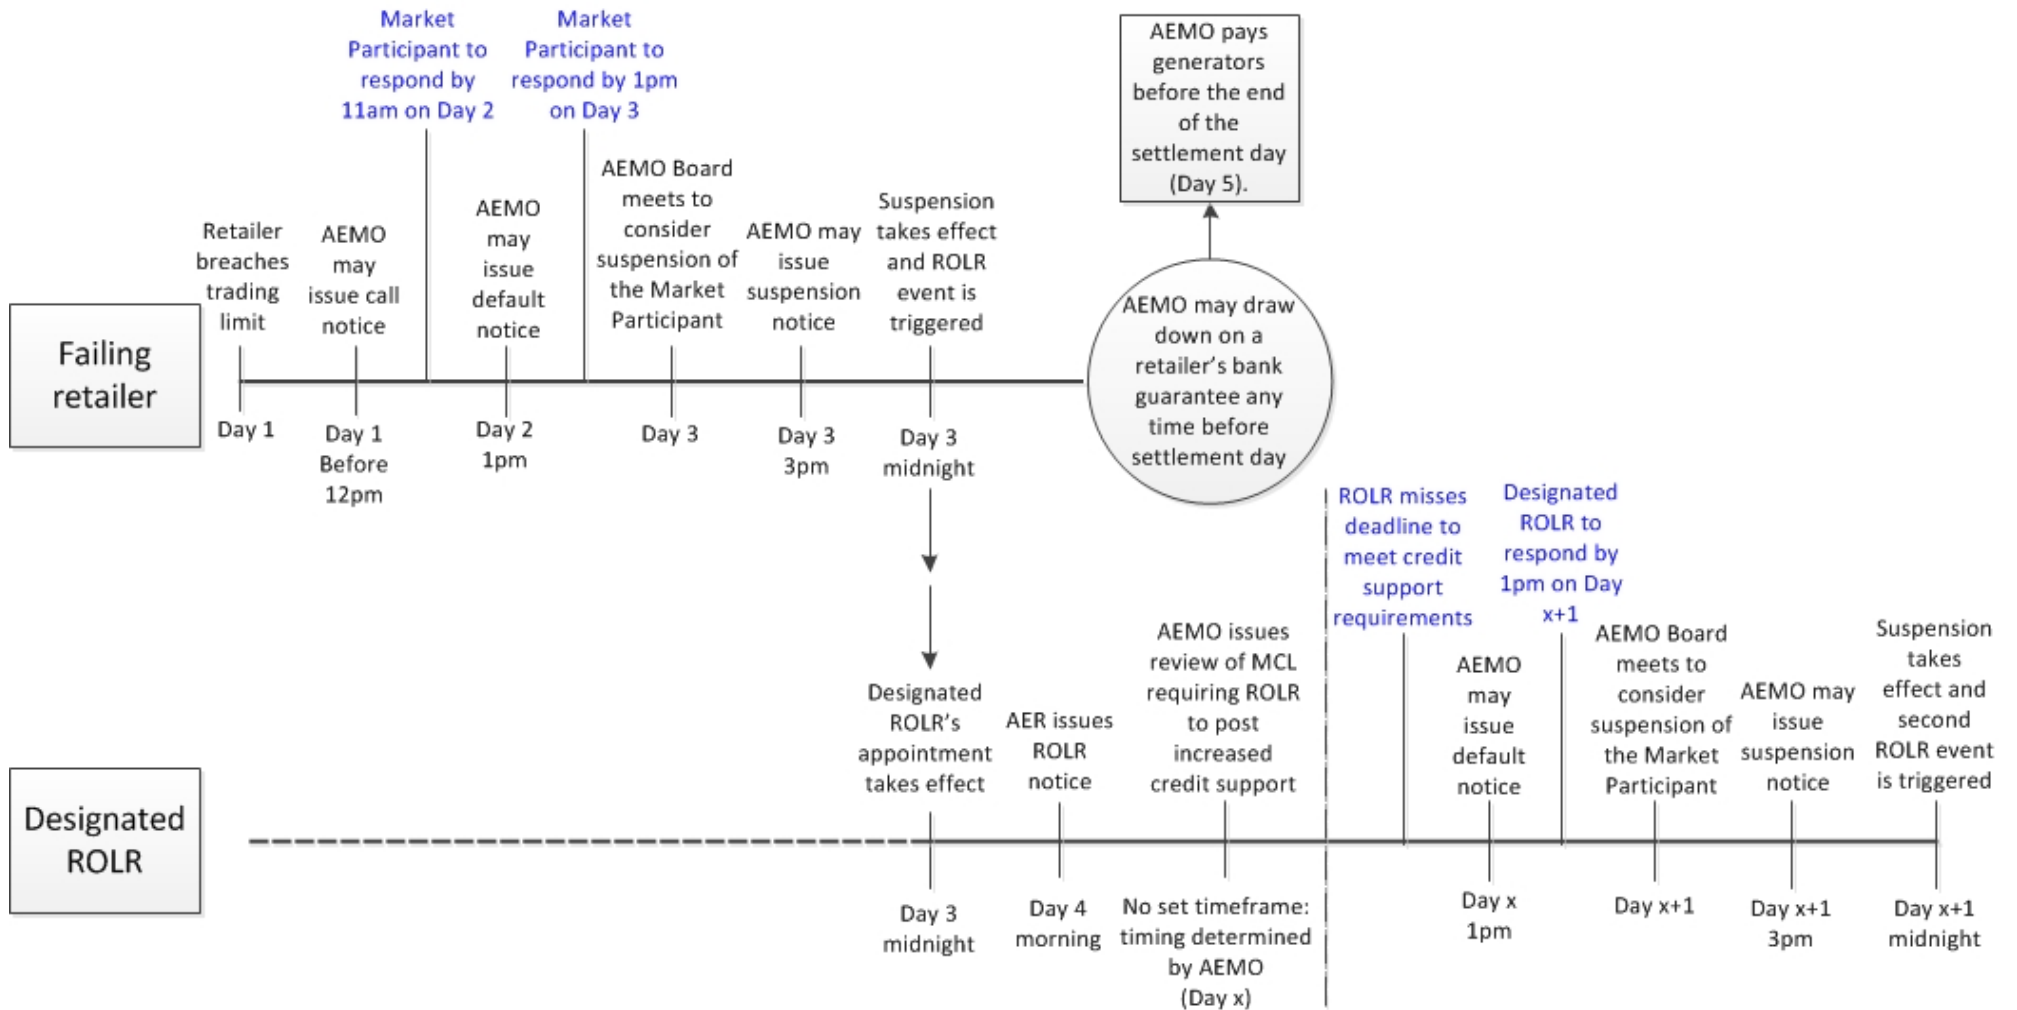 Market
Participant to
respond by
11am on Day 2
Market
Participant to
respond by 1pm
on Day 3
AEMO pays
generators
before the end
of the
settlement day
(Day 5).
Failing
retailer
Retailer
breaches
trading
limit
AEMO
may
issue call
notice
AEMO
may
issue
default
notice
AEMO Board
meets to
consider
suspension of
the Market
Participant
AEMO may
issue
suspension
notice
Suspension
takes effect
and ROLR
event is
triggered
AEMO may draw
down on a
retailer's bank
guarantee any
time before
settlement day
Day 1
Day 1
Before
12pm
Day 2
1pm
Day 3
Day 3
3pm
Day 3
midnight
Designated
ROLR
Designated
ROLR's
appointment
takes effect
AER issues
ROLR
notice
AEMO issues
review of MCL
requiring ROLR
to post
increased
credit support
ROLR misses
deadline to
meet credit
support
requirements
AEMO
may
issue
default
notice
Designated
ROLR to
respond by
1pm on Day
x+1
AEMO Board
meets to
consider
suspension of
the Market
Participant
AEMO may
issue
suspension
notice
Suspension
takes
effect and
second
ROLR event
is triggered
Day 3
midnight
Day 4
morning
No set timeframe:
timing determined
by AEMO
(Day x)
Day x
1pm
Day x+1
Day x+1
3pm
Day x+1
midnight